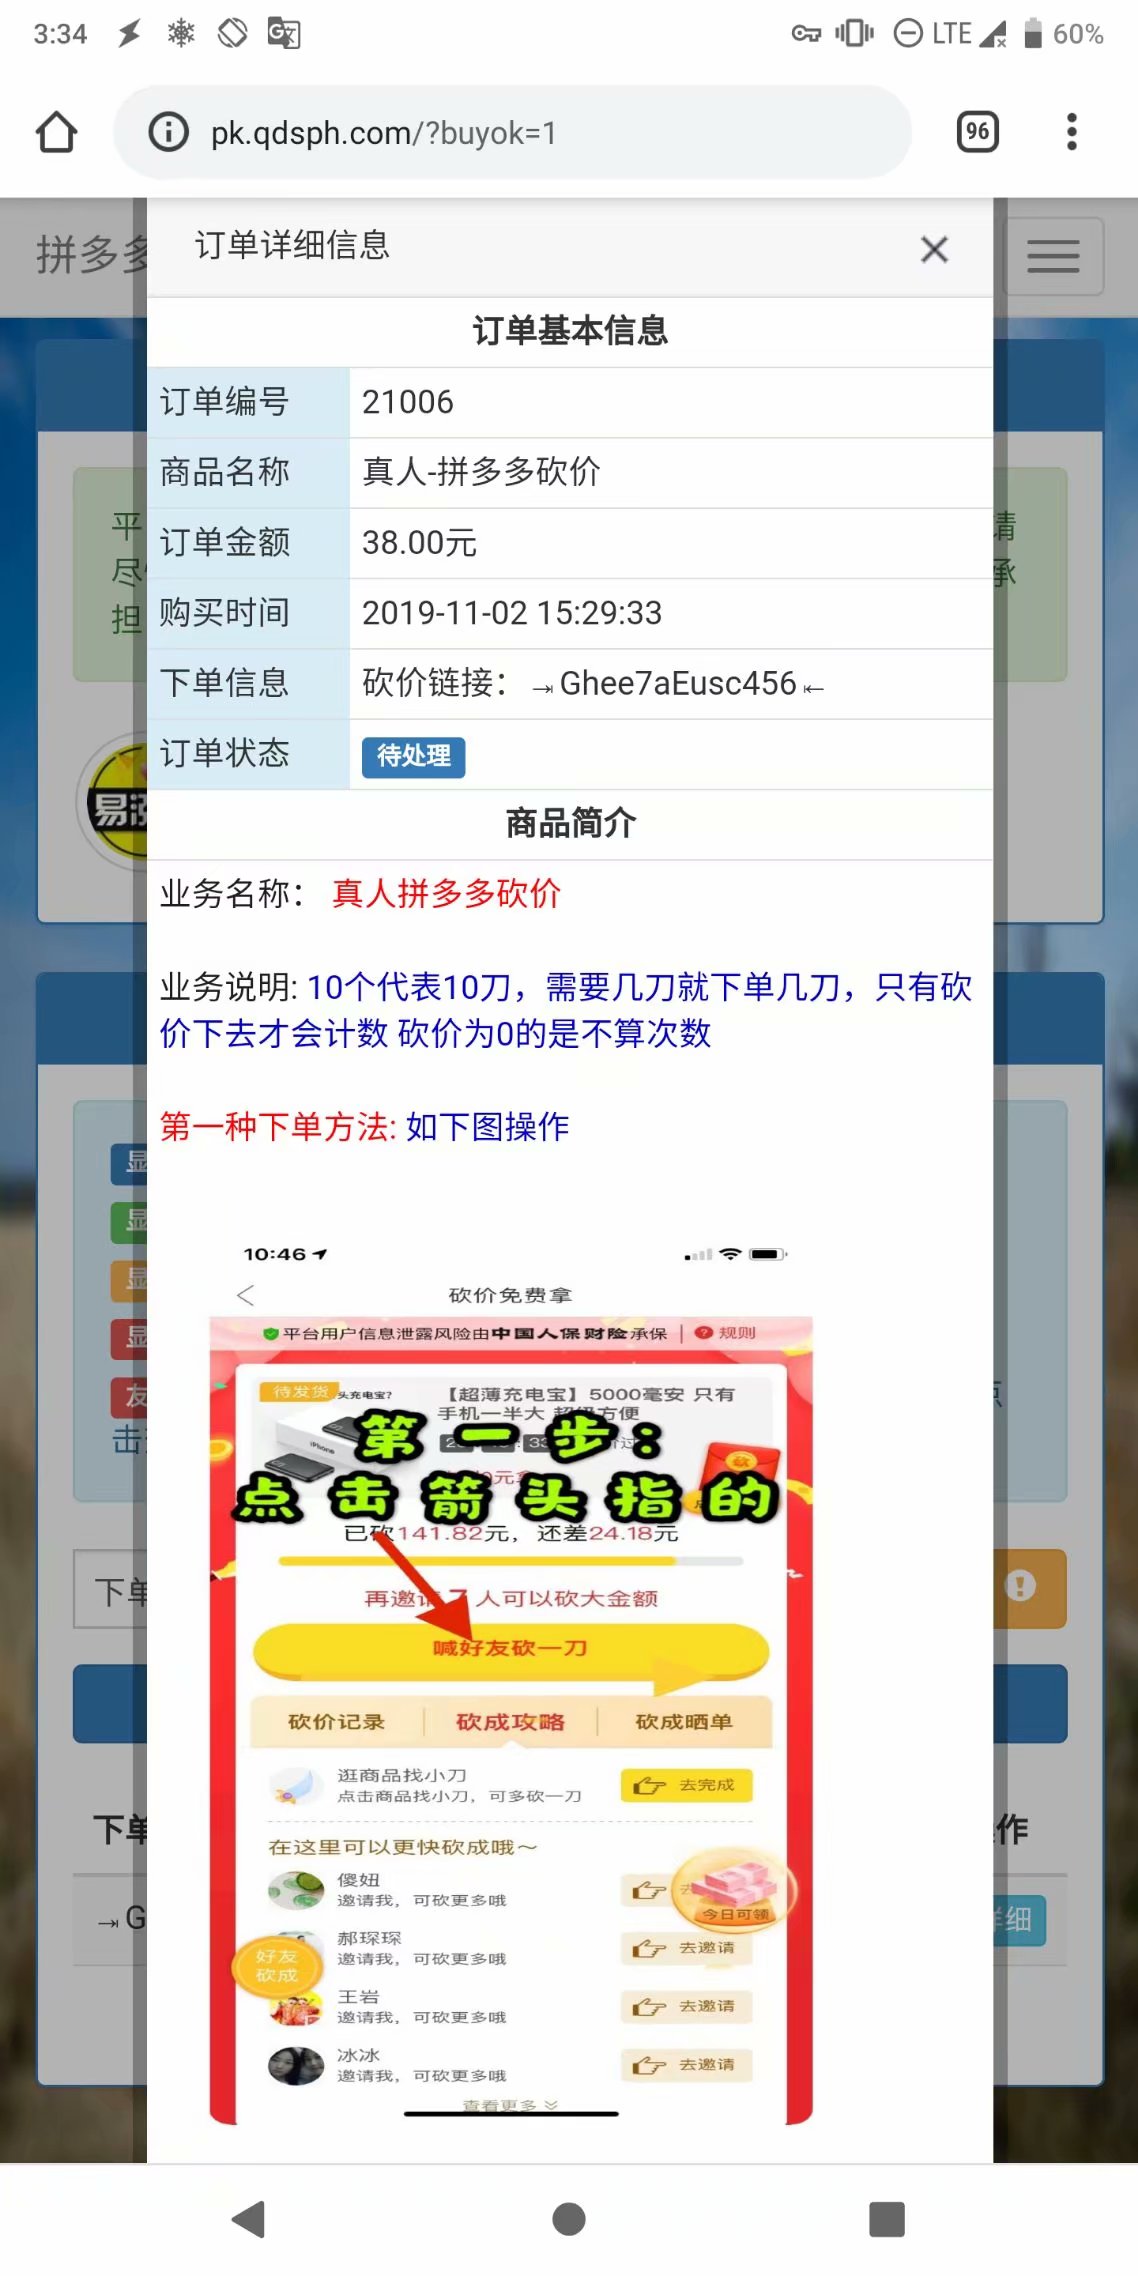 3:34
LTE
60%
pk.qdsph.com/?buyok=1
96
拼多多
订单详细信息
订单基本信息
订单编号 21006
商品名称 真人-拼多多砍价
订单金额 38.00元
购买时间 2019-11-02 15:29:33
下单信息 砍价链接：→Ghee7aEusc456←
订单状态 待处理
平 请
尽 承
担
商品简介
业务名称： 真人拼多多砍价
业务说明: 10个代表10刀，需要几刀就下单几刀，只有砍
价下去才会计数 砍价为0的是不算次数
第一种下单方法: 如下图操作
显
显
显
显
友
击
下单
下单 作
→G 详细
10:46
砍价免费拿
平台用户信息泄露风险由中国人保财险承保 | 规则
待发货 头充电宝?
【超薄充电宝】5000毫安 只有
手机一半大 超级方便
第一步：
点击箭头指的
已砍141.82元，还差24.18元
再邀请7人可以砍大金额
喊好友砍一刀
砍价记录 砍成攻略 砍成晒单
逛商品找小刀
点击商品找小刀，可多砍一刀
去完成
在这里可以更快砍成哦～
傻妞
邀请我，可砍更多哦
今日可领
郝琛琛
邀请我，可砍更多哦
去邀请
好友
砍成
王岩
邀请我，可砍更多哦
去邀请
冰冰
邀请我，可砍更多哦
去邀请
查看更多